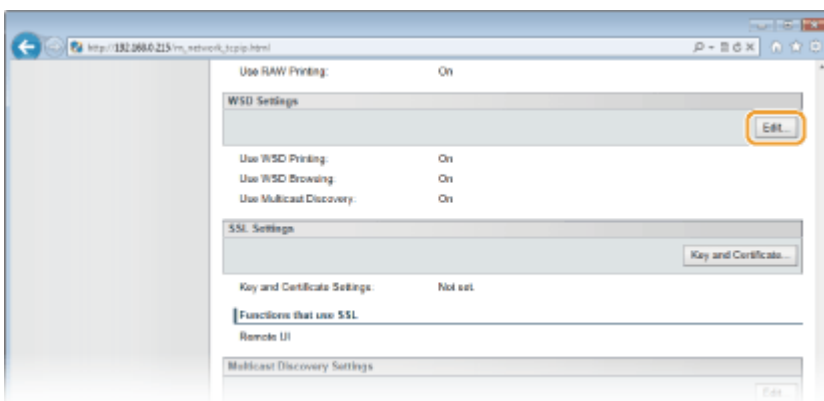 http://192.168.0.215/m_network_tcpip.html
Use RAW Printing: On
WSD Settings
Edit...
Use WSD Printing: On
Use WSD Browsing: On
Use Multicast Discovery: On
SSL Settings
Key and Certificate...
Key and Certificate Settings: Not set.
Functions that use SSL
Remote UI
Multicast Discovery Settings
Edit...